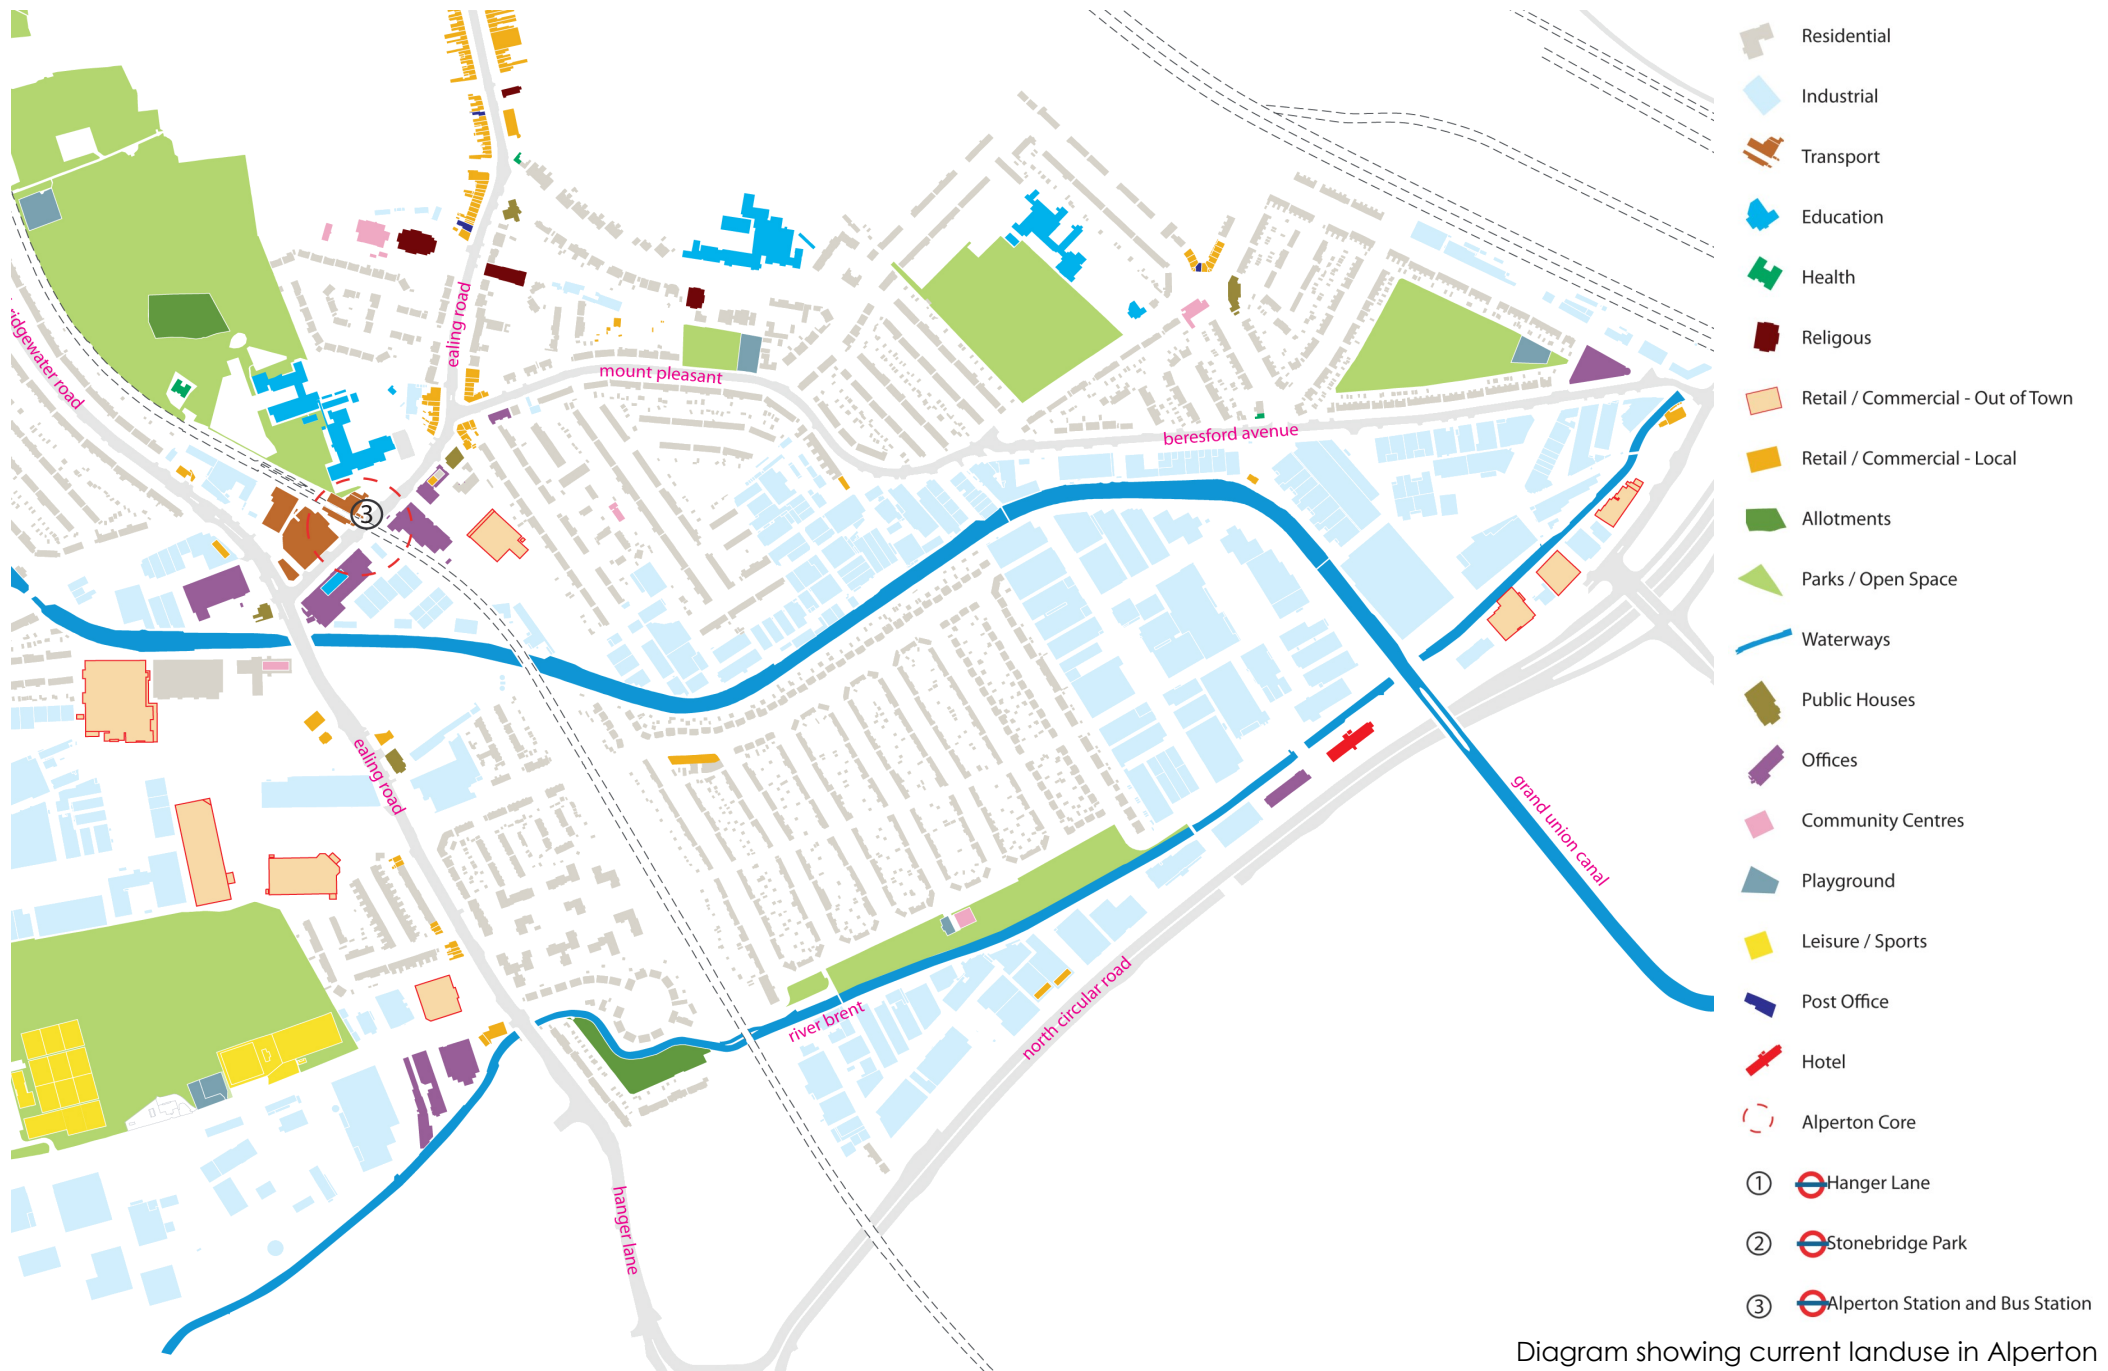 ealing road
ridgewater road
mount pleasant
beresford avenue
3
ealing road
grand union canal
river brent
north circular road
hanger lane
Residential
Industrial
Transport
Education
Health
Religous
Retail / Commercial - Out of Town
Retail / Commercial - Local
Allotments
Parks / Open Space
Waterways
Public Houses
Offices
Community Centres
Playground
Leisure / Sports
Post Office
Hotel
Alperton Core
1 Hanger Lane
2 Stonebridge Park
3 Alperton Station and Bus Station
Diagram showing current landuse in Alperton